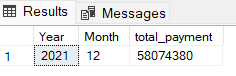 Results Messages
Year Month total_payment
1 2021 12 58074380